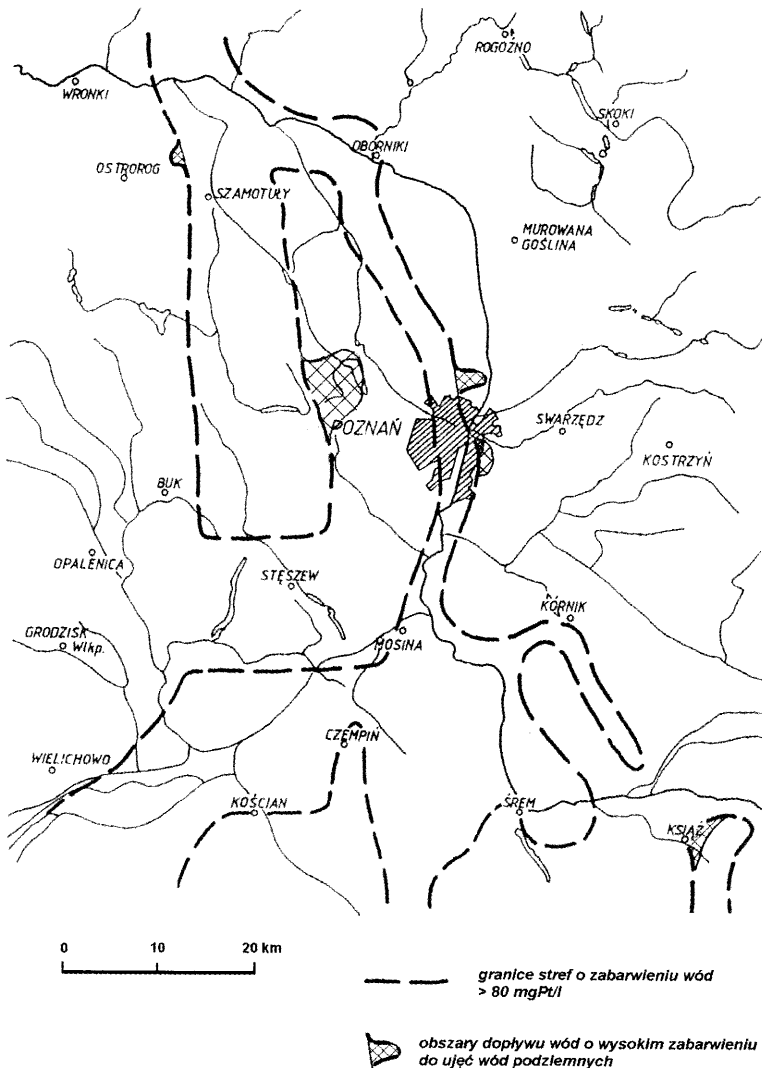 ROGOŹNO
WRONKI
SKOKI
OBORNIKI
OSTROROG
SZAMOTUŁY
MUROWANA
GOŚLINA
POZNAŃ
SWARZĘDZ
KOSTRZYŃ
BUK
OPALENICA
STĘSZEW
KÓRNIK
GRODZISK
Wlkp.
MOSINA
CZEMPIŃ
WIELICHOWO
KOŚCIAN
ŚREM
KSIĄŻ
0 10 20 km
granice stref o zabarwieniu wód
> 80 mgPt/l
obszary dopływu wód o wysokim zabarwieniu
do ujęć wód podziemnych